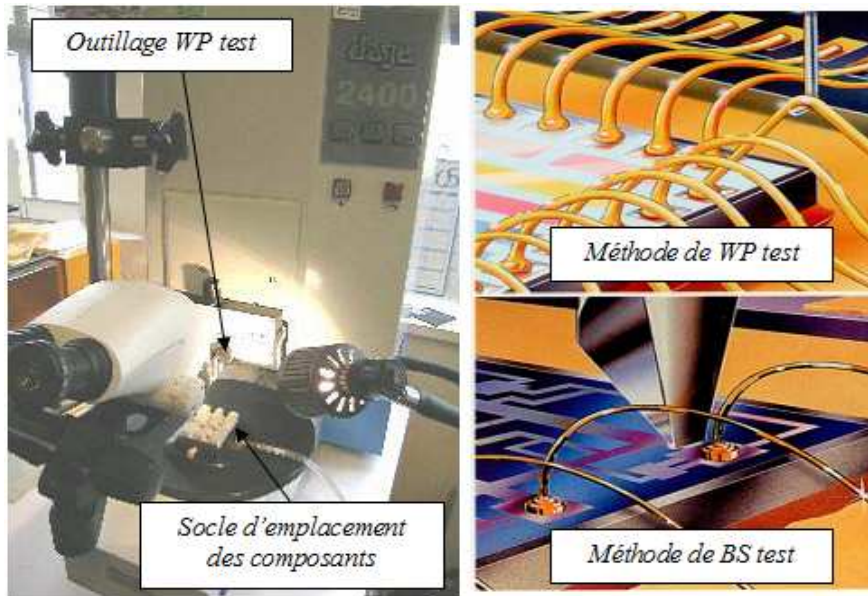 Outillage WP test
dage
2400
Socle d'emplacement
des composants
Méthode de WP test
Méthode de BS test